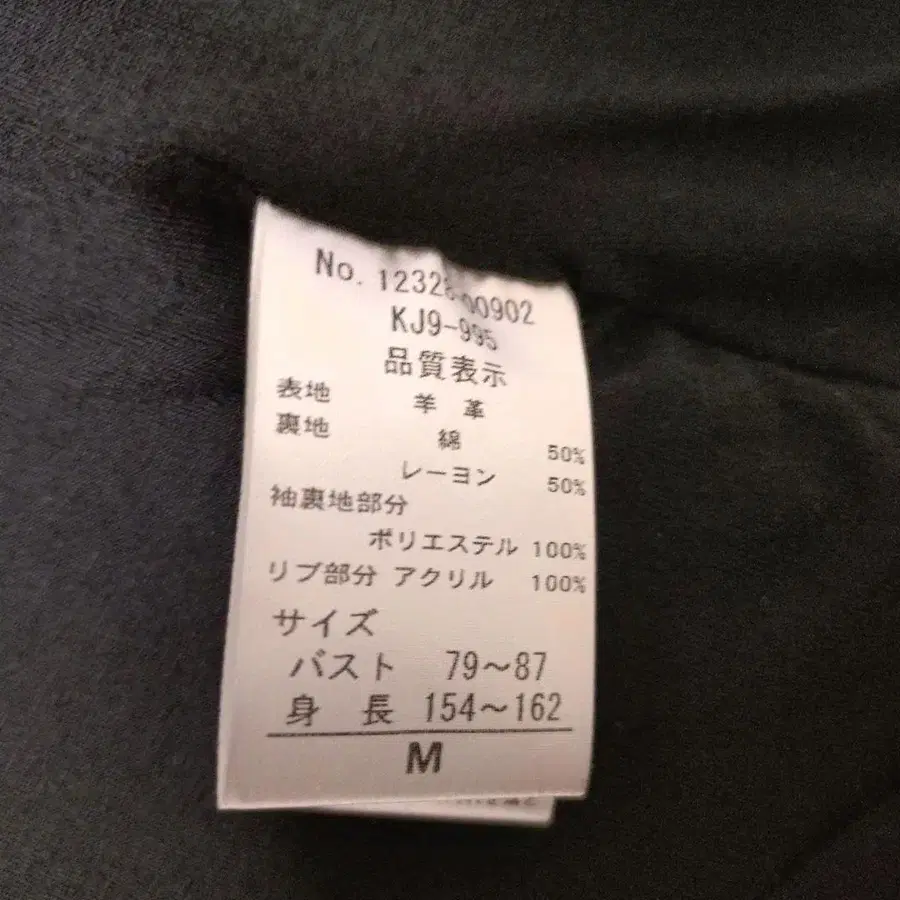 No. 12328-00902
KJ9-995
品質表示
表地 羊革
裏地 綿 50%
レーヨン 50%
袖裏地部分
ポリエステル 100%
リブ部分 アクリル 100%
サイズ
バスト 79〜87
身長 154〜162
M